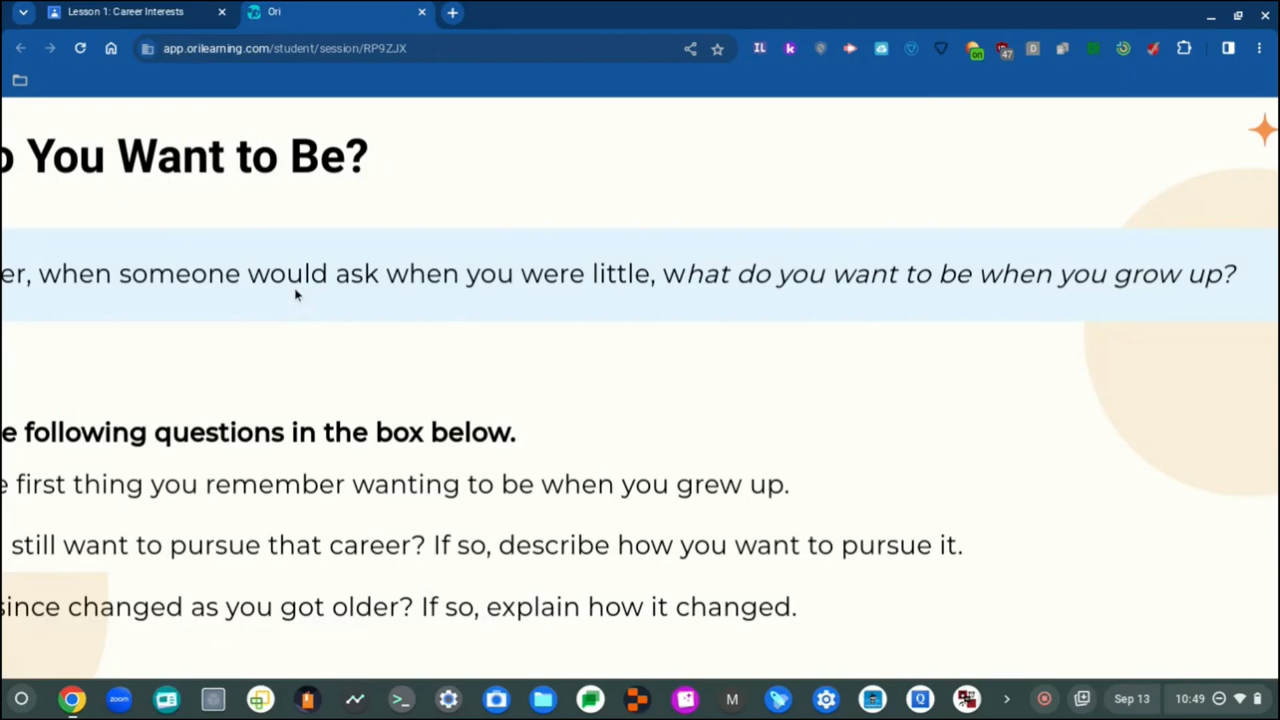 Lesson 1: Career Interests
Ori
app.orilearning.com/student/session/RP9ZJX
IL
k
on
47
D
You Want to Be?
er, when someone would ask when you were little, what do you want to be when you grow up?
e following questions in the box below.
first thing you remember wanting to be when you grew up.
still want to pursue that career? If so, describe how you want to pursue it.
since changed as you got older? If so, explain how it changed.
zoom
M
Q
Sep 13
10:49